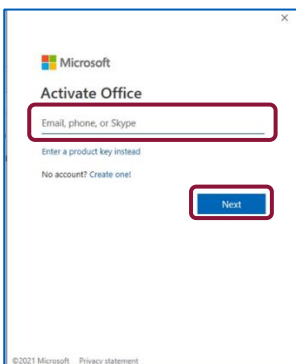 Microsoft
Activate Office
Email, phone, or Skype
Enter a product key instead
No account? Create one!
Next
©2021 Microsoft Privacy statement